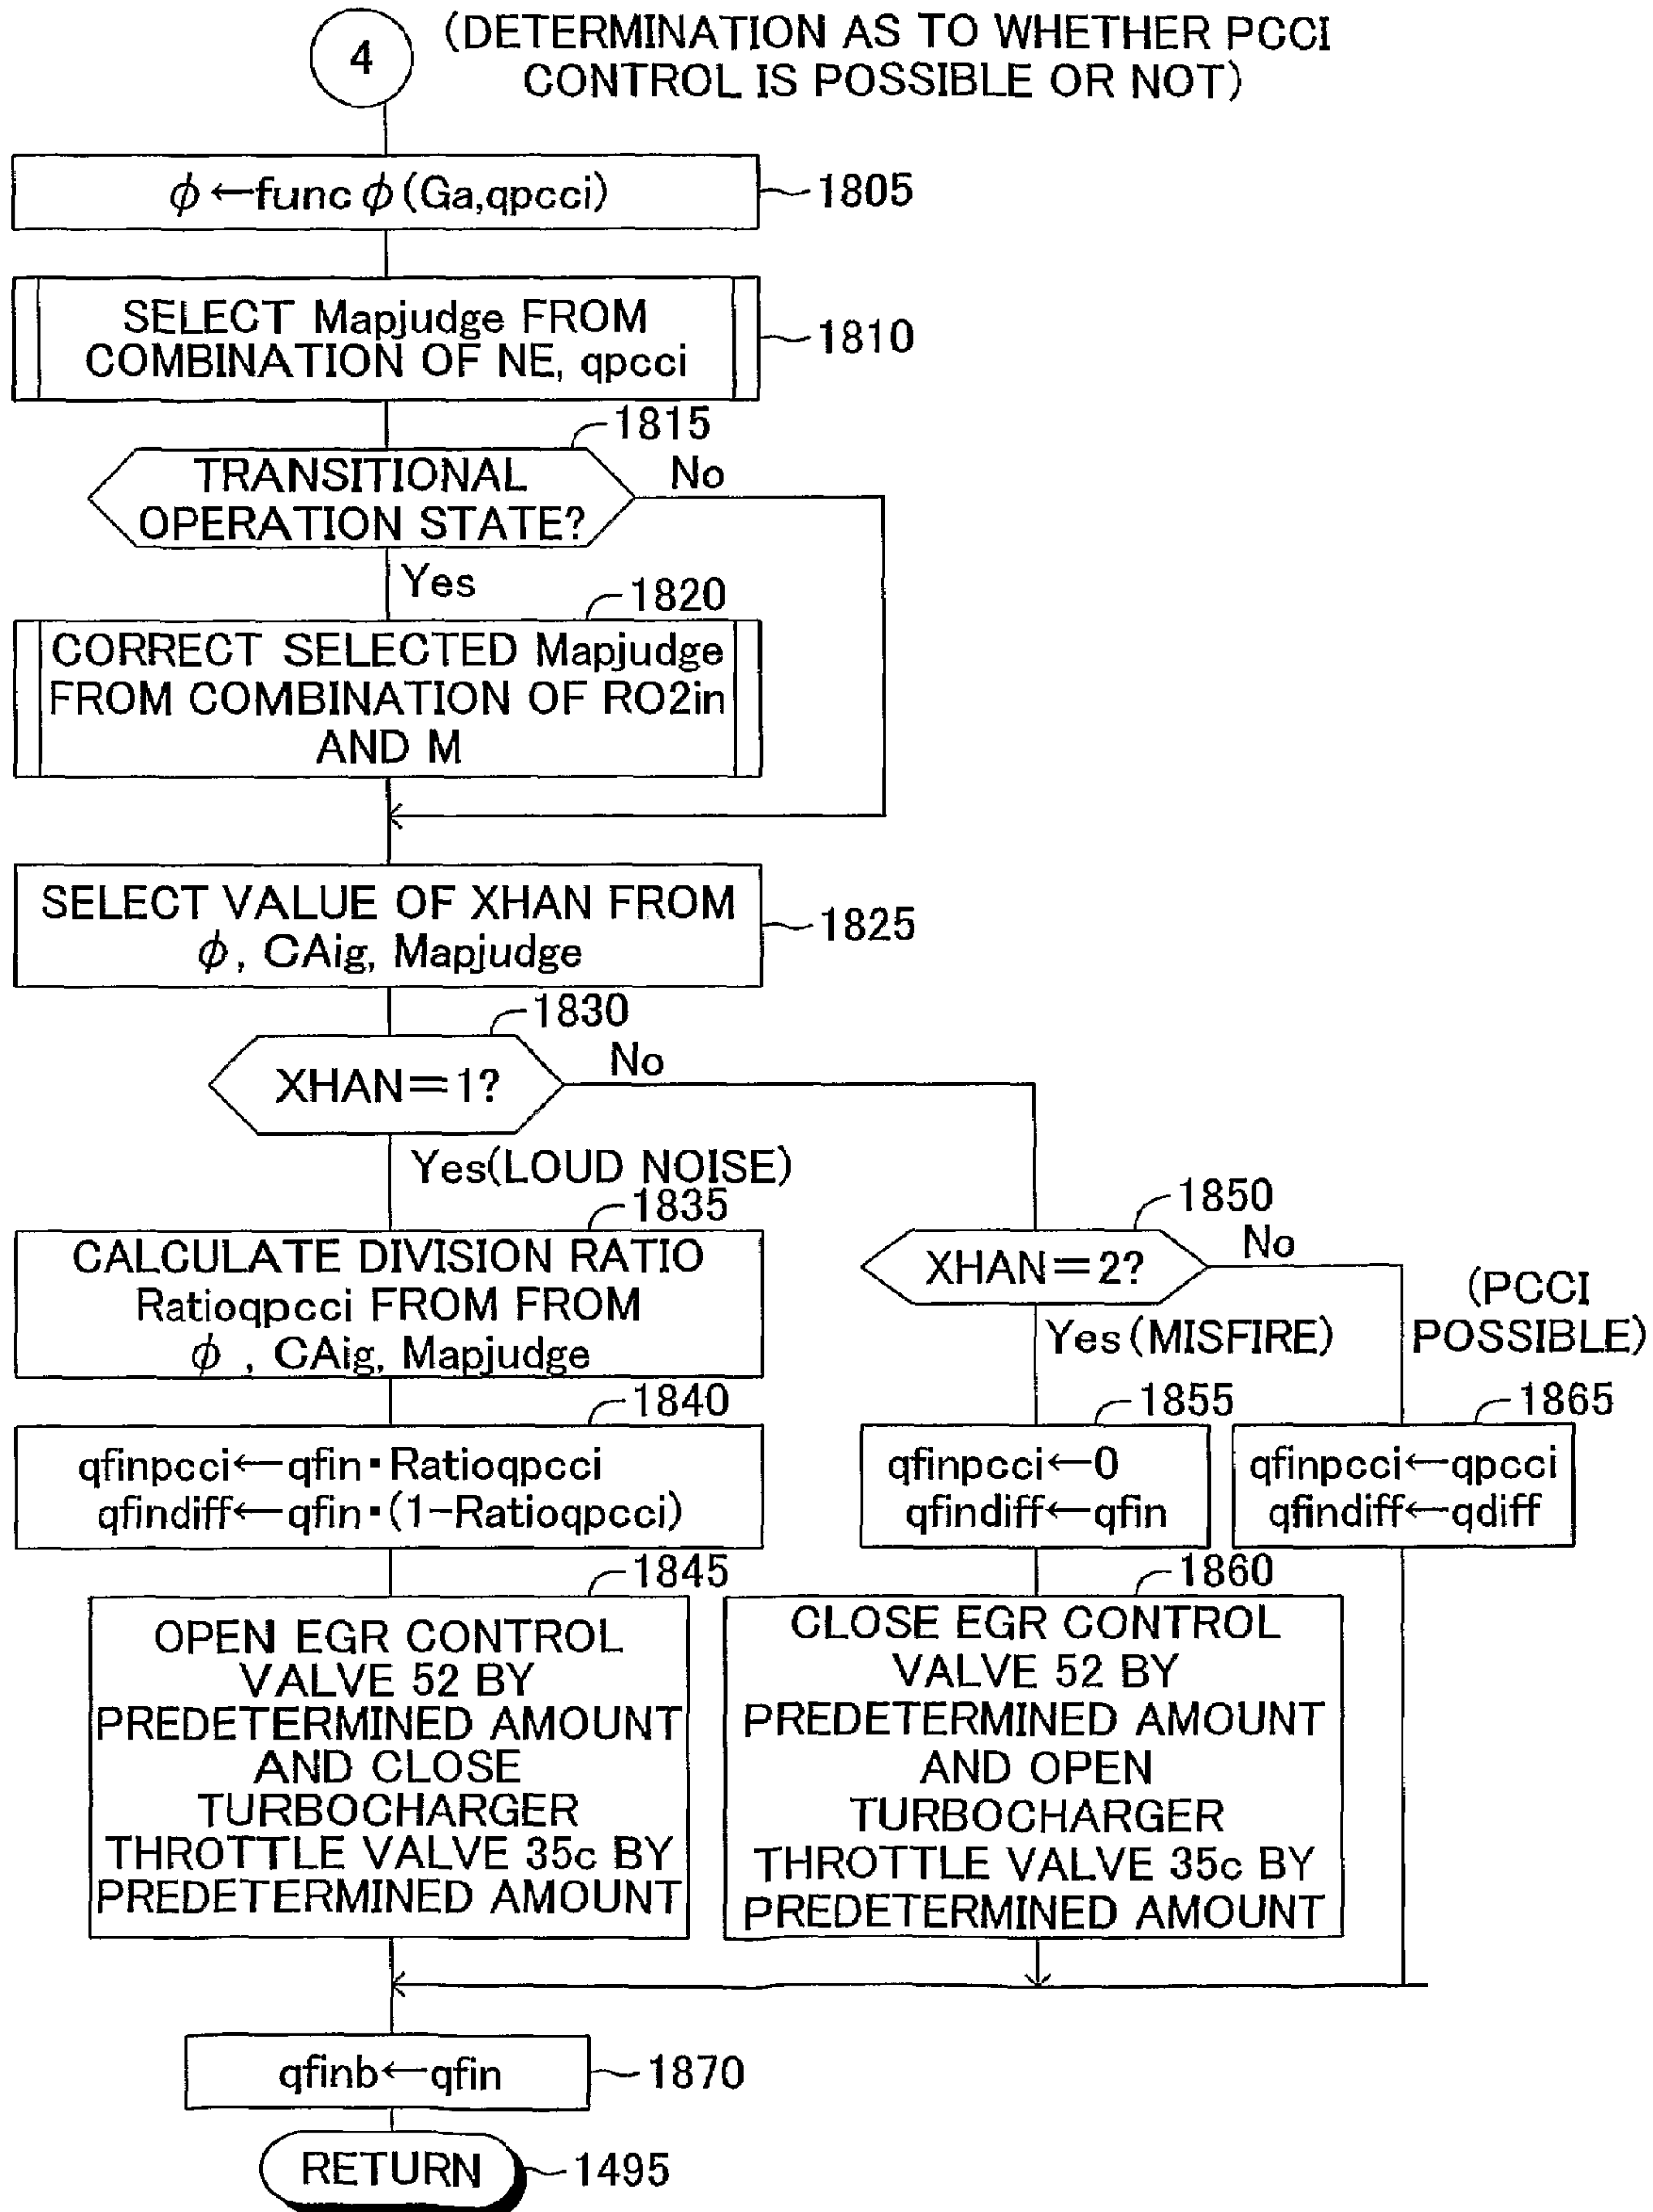 4
(DETERMINATION AS TO WHETHER PCCI
CONTROL IS POSSIBLE OR NOT)
ϕ←func ϕ(Ga,qpcci)
1805
SELECT Mapjudge FROM
COMBINATION OF NE, qpcci
1810
1815
TRANSITIONAL
OPERATION STATE?
No
Yes
1820
CORRECT SELECTED Mapjudge
FROM COMBINATION OF RO2in
AND M
SELECT VALUE OF XHAN FROM
ϕ, CAig, Mapjudge
1825
1830
XHAN=1?
No
Yes(LOUD NOISE)
1835
CALCULATE DIVISION RATIO
Ratioqpcci FROM FROM
ϕ , CAig, Mapjudge
1840
qfinpcci←qfin▪Ratioqpcci
qfindiff←qfin▪(1-Ratioqpcci)
1845
OPEN EGR CONTROL
VALVE 52 BY
PREDETERMINED AMOUNT
AND CLOSE
TURBOCHARGER
THROTTLE VALVE 35c BY
PREDETERMINED AMOUNT
1850
XHAN=2?
No
Yes(MISFIRE)
(PCCI
POSSIBLE)
1855
qfinpcci←0
qfindiff←qfin
1860
CLOSE EGR CONTROL
VALVE 52 BY
PREDETERMINED AMOUNT
AND OPEN
TURBOCHARGER
THROTTLE VALVE 35c BY
PREDETERMINED AMOUNT
1865
qfinpcci←qpcci
qfindiff←qdiff
qfinb←qfin
1870
RETURN
1495